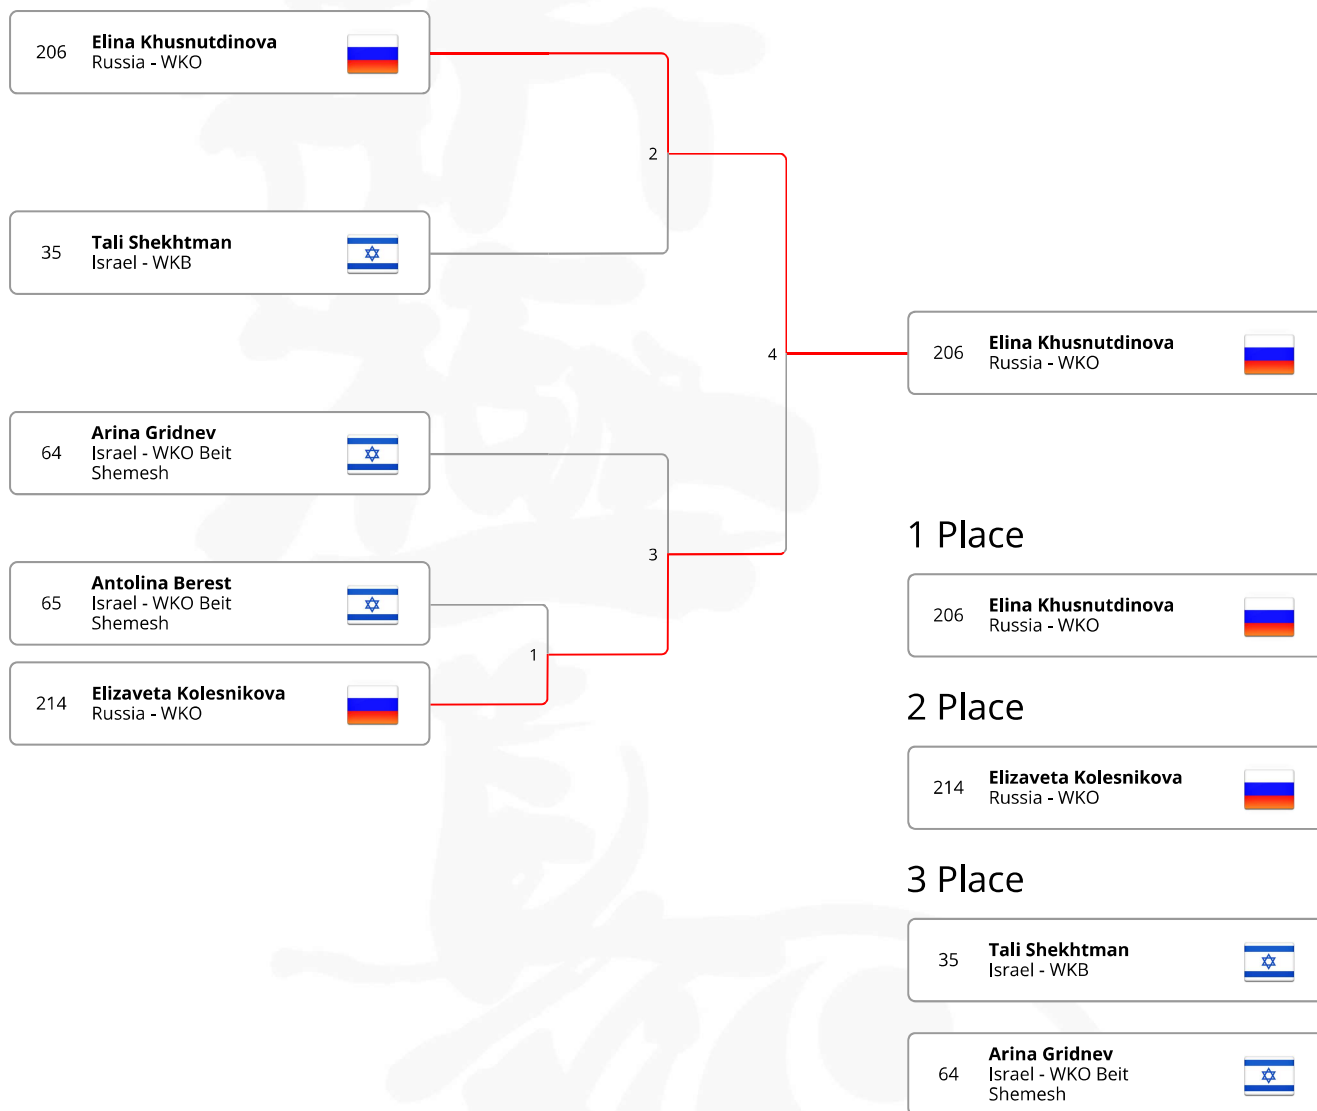 206
Elina Khusnutdinova
Russia - WKO
2
35
Tali Shekhtman
Israel - WKB
4
206
Elina Khusnutdinova
Russia - WKO
64
Arina Gridnev
Israel - WKO Beit
Shemesh
3
65
Antolina Berest
Israel - WKO Beit
Shemesh
1
214
Elizaveta Kolesnikova
Russia - WKO
1 Place
206
Elina Khusnutdinova
Russia - WKO
2 Place
214
Elizaveta Kolesnikova
Russia - WKO
3 Place
35
Tali Shekhtman
Israel - WKB
64
Arina Gridnev
Israel - WKO Beit
Shemesh